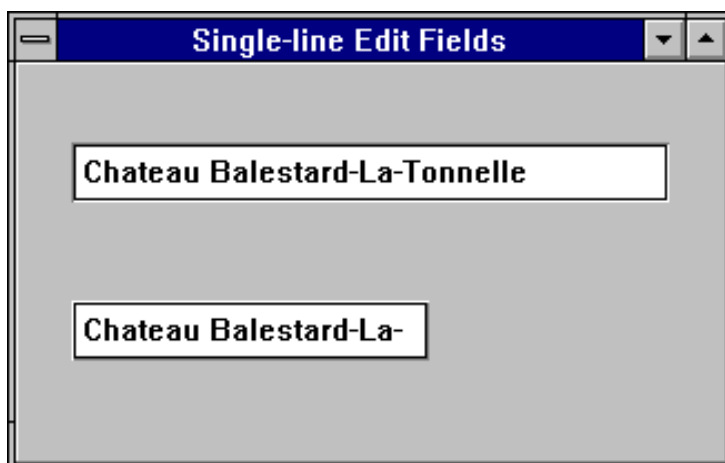 Single-line Edit Fields
Chateau Balestard-La-Tonnelle
Chateau Balestard-La-